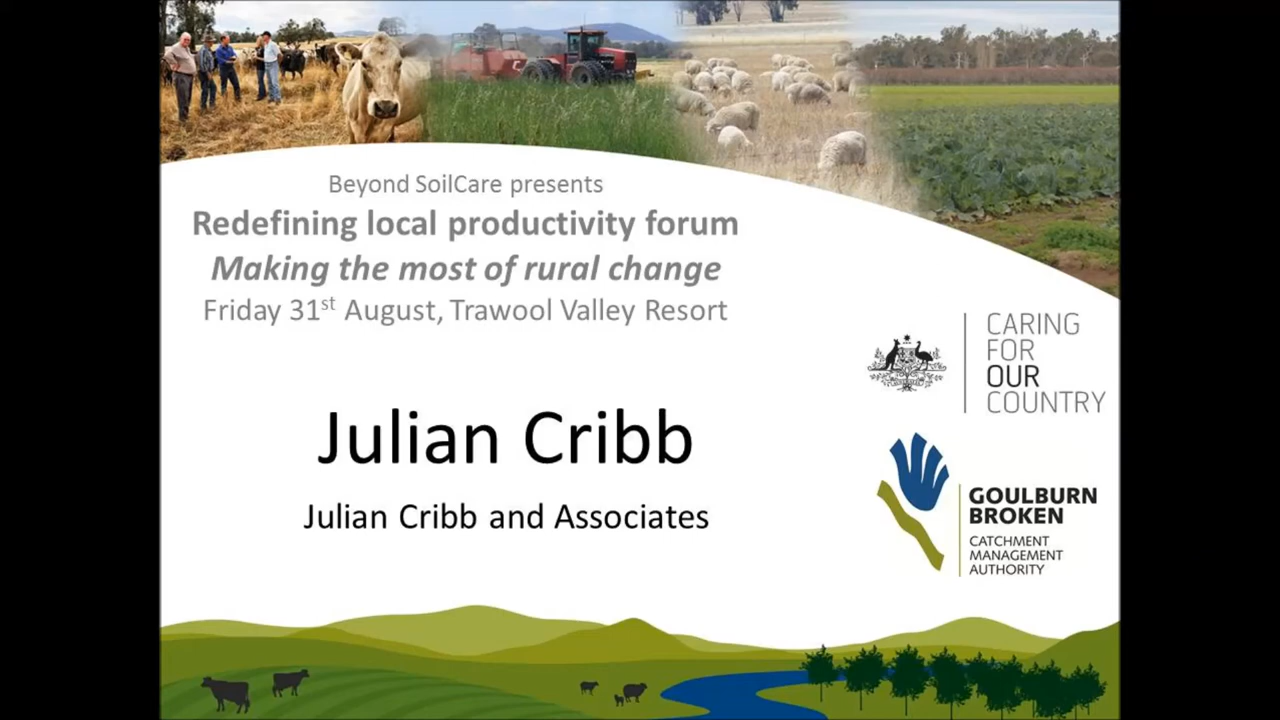 Beyond SoilCare presents
Redefining local productivity forum
Making the most of rural change
Friday 31st August, Trawool Valley Resort
Julian Cribb
Julian Cribb and Associates
CARING
FOR
OUR
COUNTRY
GOULBURN
BROKEN
CATCHMENT
MANAGEMENT
AUTHORITY